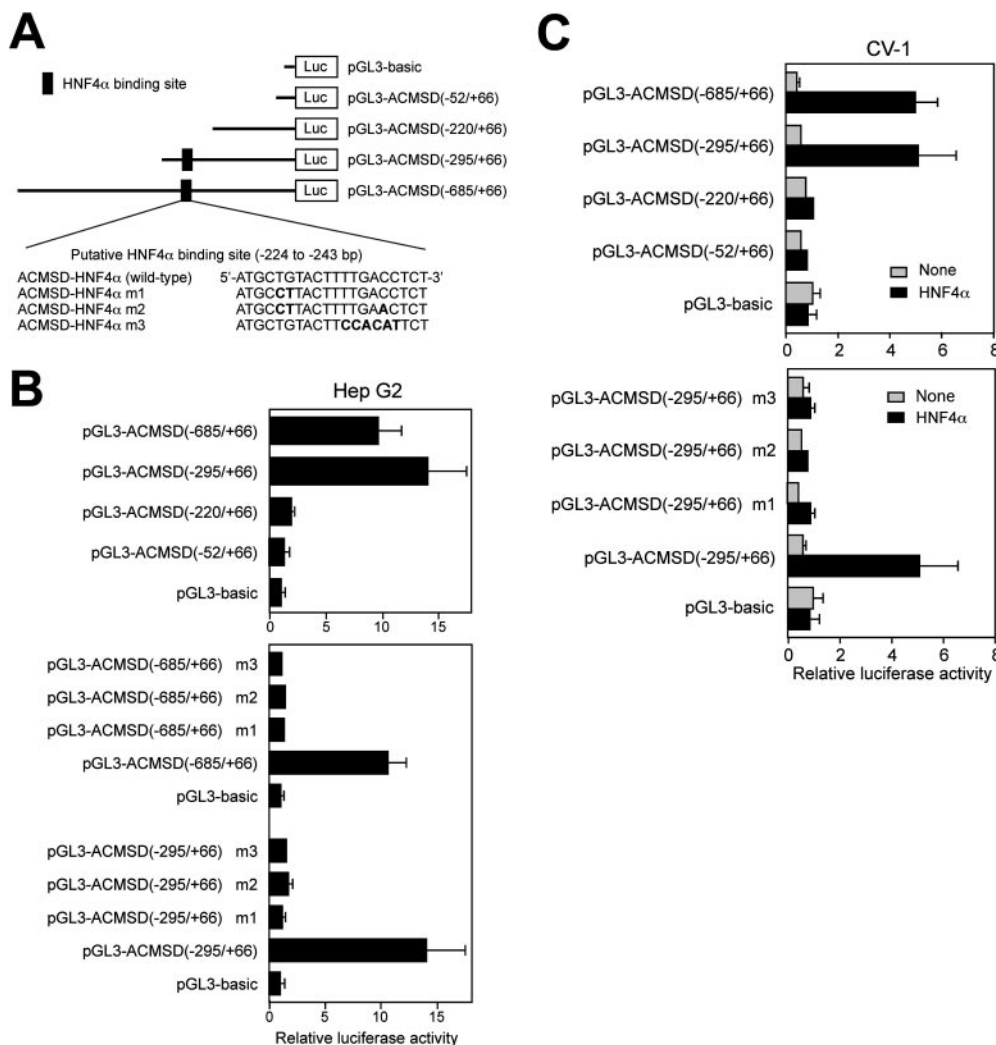 A
HNF4α binding site
Luc pGL3-basic
Luc pGL3-ACMSD(-52/+66)
Luc pGL3-ACMSD(-220/+66)
Luc pGL3-ACMSD(-295/+66)
Luc pGL3-ACMSD(-685/+66)
Putative HNF4α binding site (-224 to -243 bp)
ACMSD-HNF4α (wild-type) 5'-ATGCTGTACTTTTGACCTCT-3'
ACMSD-HNF4α m1 ATGCCTTACTTTTGACCTCT
ACMSD-HNF4α m2 ATGCCTTACTTTTGAACTCT
ACMSD-HNF4α m3 ATGCTGTACTTCCACATTCT
B
Hep G2
pGL3-ACMSD(-685/+66)
pGL3-ACMSD(-295/+66)
pGL3-ACMSD(-220/+66)
pGL3-ACMSD(-52/+66)
pGL3-basic
0 5 10 15
pGL3-ACMSD(-685/+66) m3
pGL3-ACMSD(-685/+66) m2
pGL3-ACMSD(-685/+66) m1
pGL3-ACMSD(-685/+66)
pGL3-basic
pGL3-ACMSD(-295/+66) m3
pGL3-ACMSD(-295/+66) m2
pGL3-ACMSD(-295/+66) m1
pGL3-ACMSD(-295/+66)
pGL3-basic
0 5 10 15
Relative luciferase activity
C
CV-1
pGL3-ACMSD(-685/+66)
pGL3-ACMSD(-295/+66)
pGL3-ACMSD(-220/+66)
pGL3-ACMSD(-52/+66)
pGL3-basic
None
HNF4α
0 2 4 6 8
pGL3-ACMSD(-295/+66) m3
pGL3-ACMSD(-295/+66) m2
pGL3-ACMSD(-295/+66) m1
pGL3-ACMSD(-295/+66)
pGL3-basic
None
HNF4α
0 2 4 6 8
Relative luciferase activity